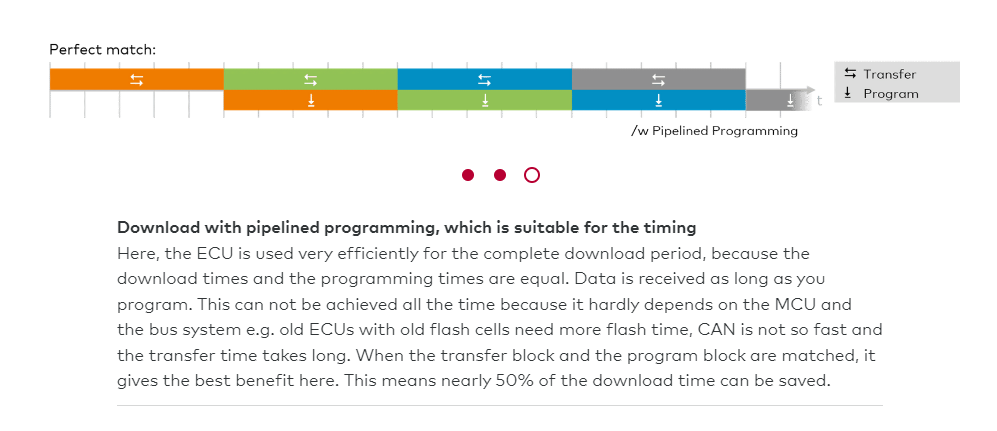 Perfect match:
Transfer
Program
t
/w Pipelined Programming
Download with pipelined programming, which is suitable for the timing
Here, the ECU is used very efficiently for the complete download period, because the
download times and the programming times are equal. Data is received as long as you
program. This can not be achieved all the time because it hardly depends on the MCU and
the bus system e.g. old ECUs with old flash cells need more flash time, CAN is not so fast and
the transfer time takes long. When the transfer block and the program block are matched, it
gives the best benefit here. This means nearly 50% of the download time can be saved.